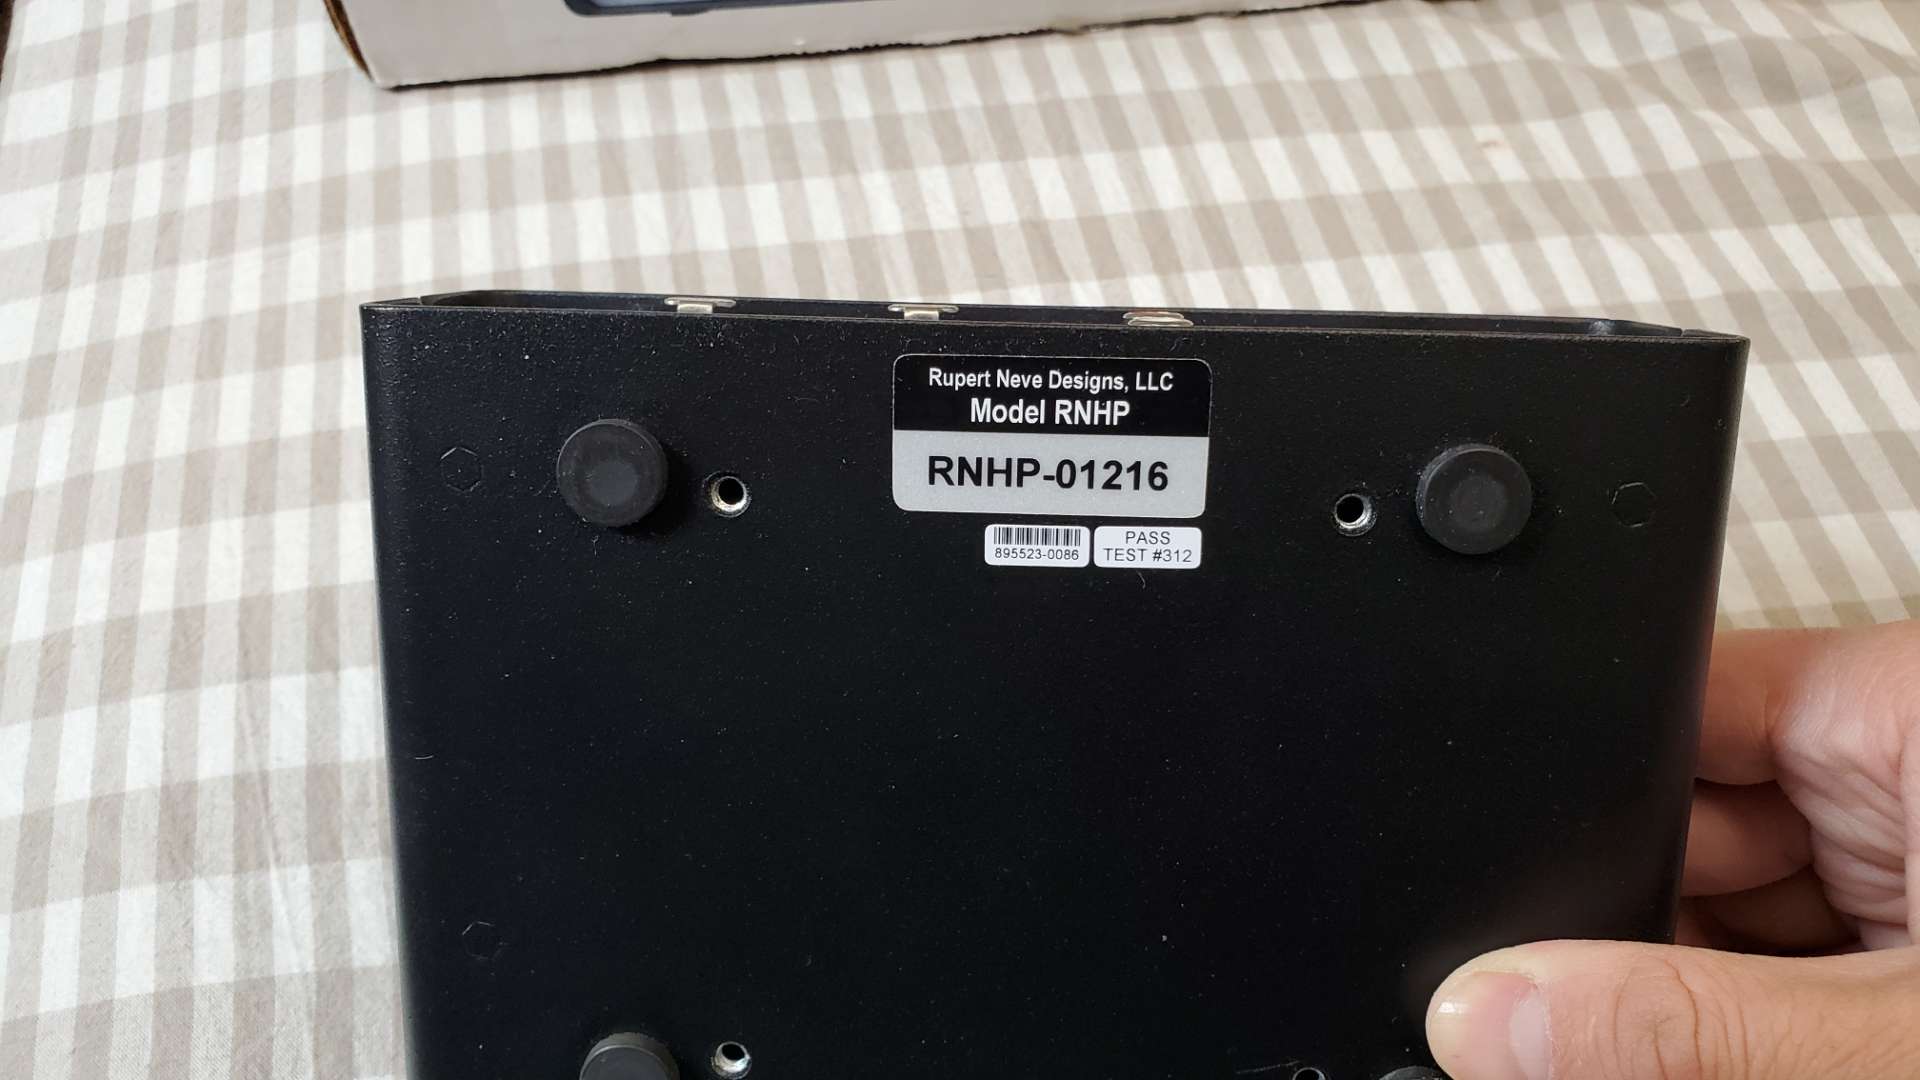 Rupert Neve Designs, LLC
Model RNHP
RNHP-01216
895523-0086
PASS
TEST #312